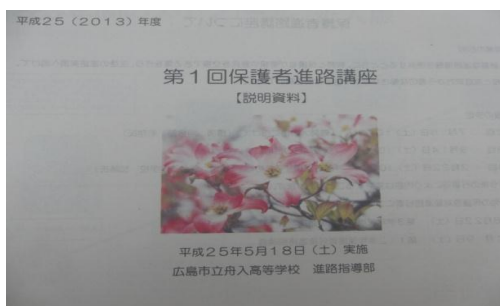 平成25（2013）年度
第1回保護者進路講座
【説明資料】
平成25年5月18日（土）実施
広島市立舟入高等学校　進路指導部